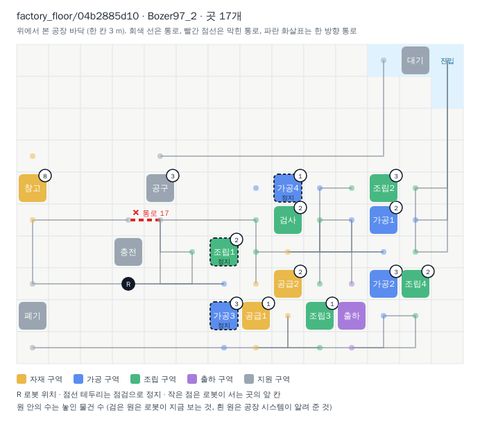 factory_floor/04b2885d10 · Bozer97_2 · 곳 17개
위에서 본 공장 바닥 (한 칸 3 m). 회색 선은 통로, 빨간 점선은 막힌 통로, 파란 화살표는 한 방향 통로
대기
진입
8
창고
3
공구
1
가공4
정지
3
조립2
2
검사
2
가공1
✖ 통로 17
충전
2
조립1
정지
R
2
공급2
3
가공2
2
조립4
폐기
3
가공3
정지
1
공급1
1
조립3
출하
자재 구역
가공 구역
조립 구역
출하 구역
지원 구역
R 로봇 위치 · 점선 테두리는 점검으로 정지 · 작은 점은 로봇이 서는 곳의 앞 칸
원 안의 수는 놓인 물건 수 (검은 원은 로봇이 지금 보는 것, 흰 원은 공장 시스템이 알려 준 것)